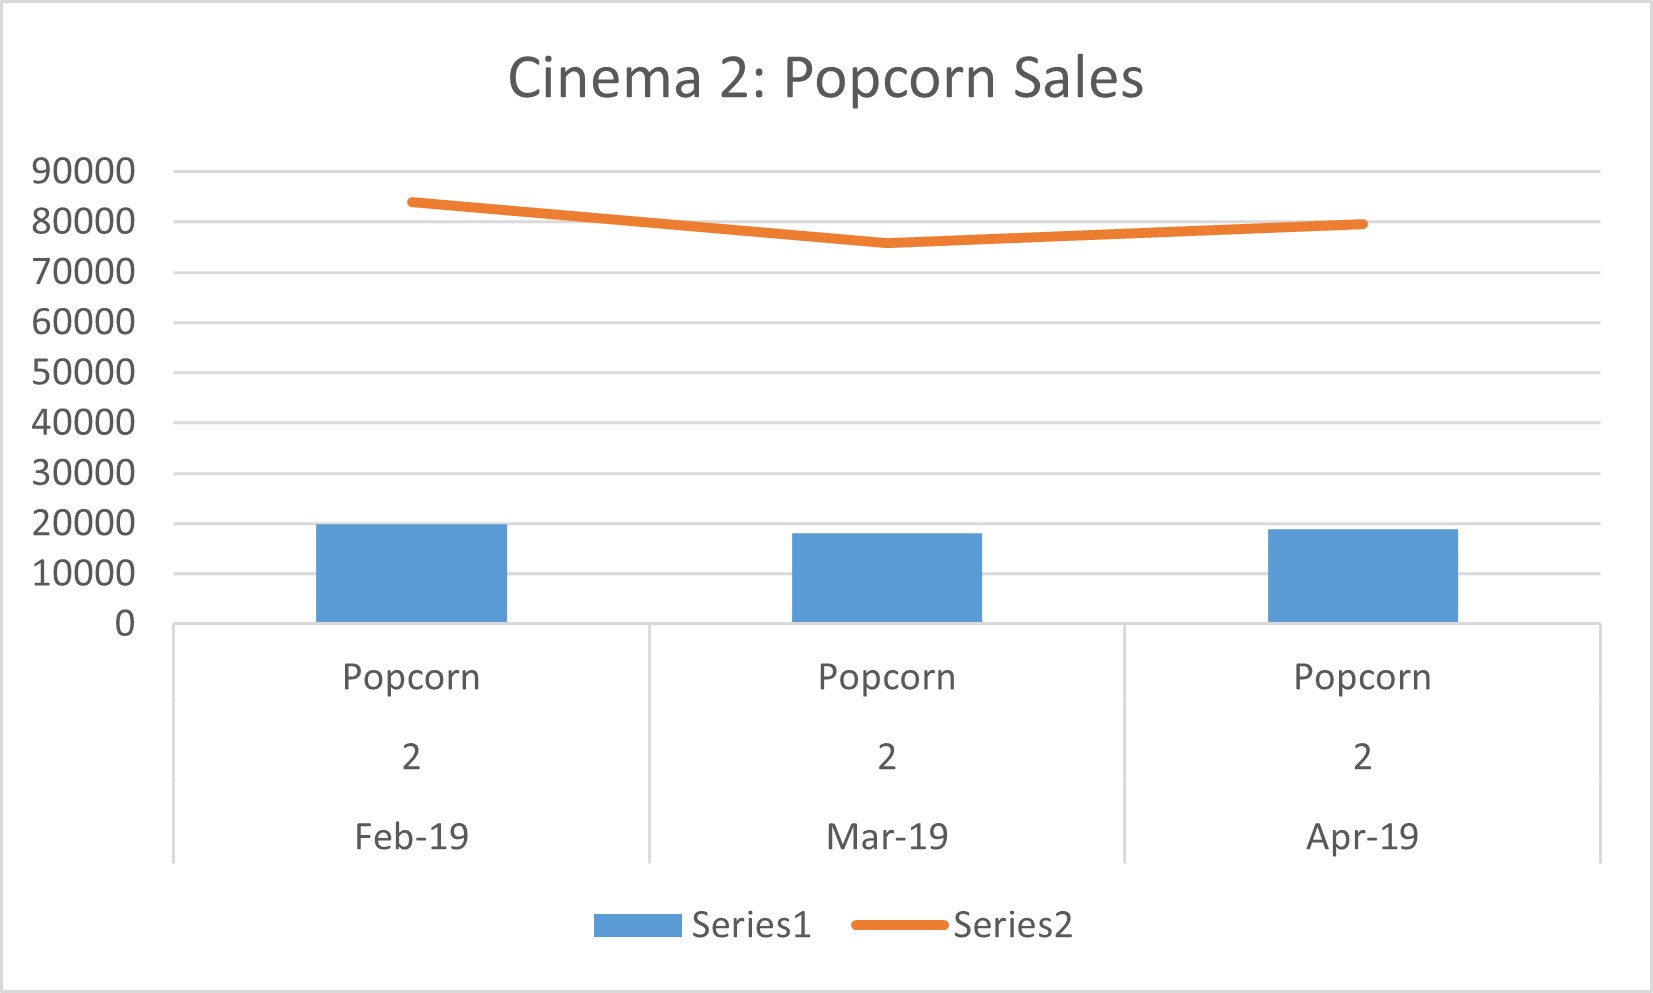 Cinema 2: Popcorn Sales
90000
80000
70000
60000
50000
40000
30000
20000
10000
0
Popcorn Popcorn Popcorn
2 2 2
Feb-19 Mar-19 Apr-19
Series1 Series2